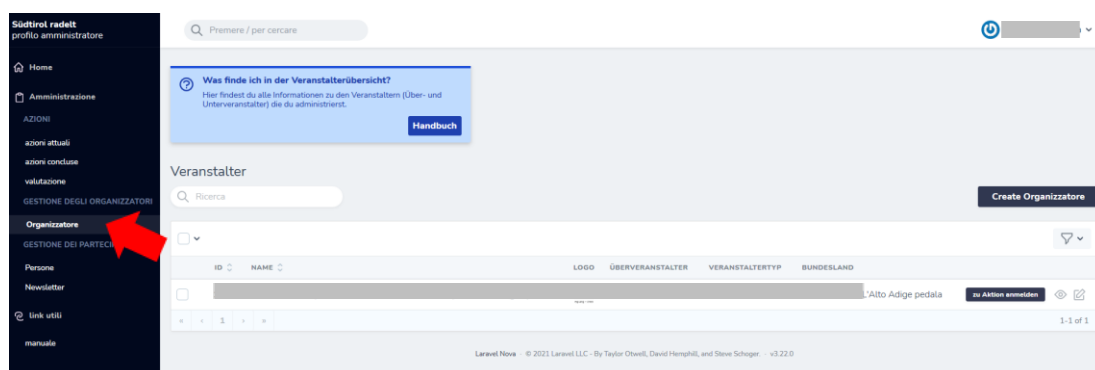 Südtirol radelt
profilo amministratore
Premere / per cercare
Home
Amministrazione
AZIONI
azioni attuali
azioni concluse
valutazione
GESTIONE DEGLI ORGANIZZATORI
Organizzatore
GESTIONE DEI
Persone
Newsletter
link utili
manuale
Was finde ich in der Veranstalterübersicht?
Hier findest du alle Informationen zu den Veranstaltern (Über- und
Unterveranstalter) die du administrierst.
Handbuch
Veranstalter
Ricerca
Create Organizzatore
ID NAME LOGO ÜBERVERANSTALTER VERANSTALTERTYP BUNDESLAND
L'Alto Adige pedala zu Aktion anmelden
« ‹ 1 › » 1-1 of 1
Laravel Nova · © 2021 Laravel LLC - By Taylor Otwell, David Hemphill, and Steve Schoger. · v3.22.0